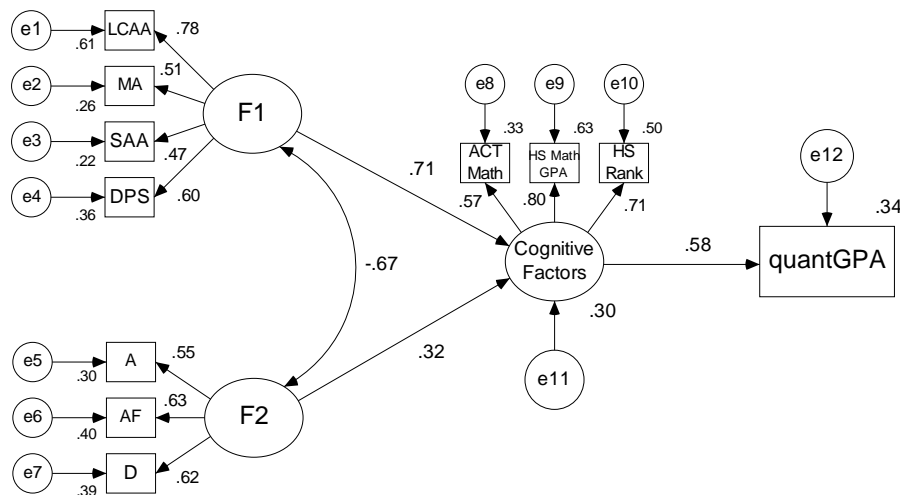 e1
LCAA
.78
.61
e2
MA
.51
.26
e3
SAA
.47
.22
e4
DPS
.60
.36
F1
.71
-.67
e5
A
.55
.30
e6
AF
.63
.40
e7
D
.62
.39
F2
.32
e8
e9
e10
.33
.63
.50
ACT
Math
HS Math
GPA
HS
Rank
.57
.80
.71
Cognitive
Factors
.30
e11
.58
e12
.34
quantGPA